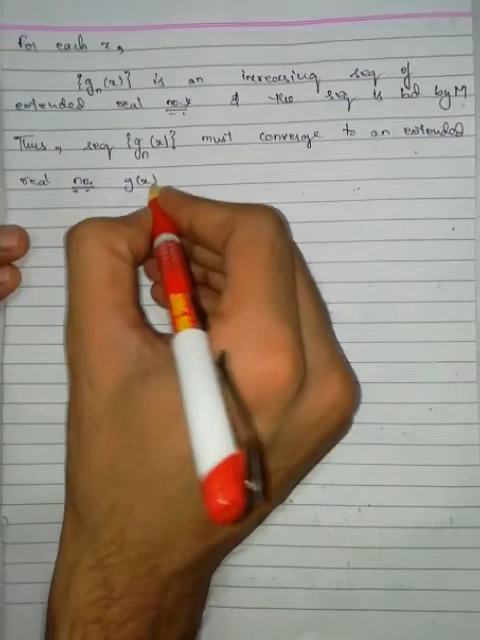 for each x,
{gₙ(x)} is an increasing seq of
extended real no.s & the seq is bd by M
Thus, seq {gₙ(x)} must converge to an extended
real no. g(x)